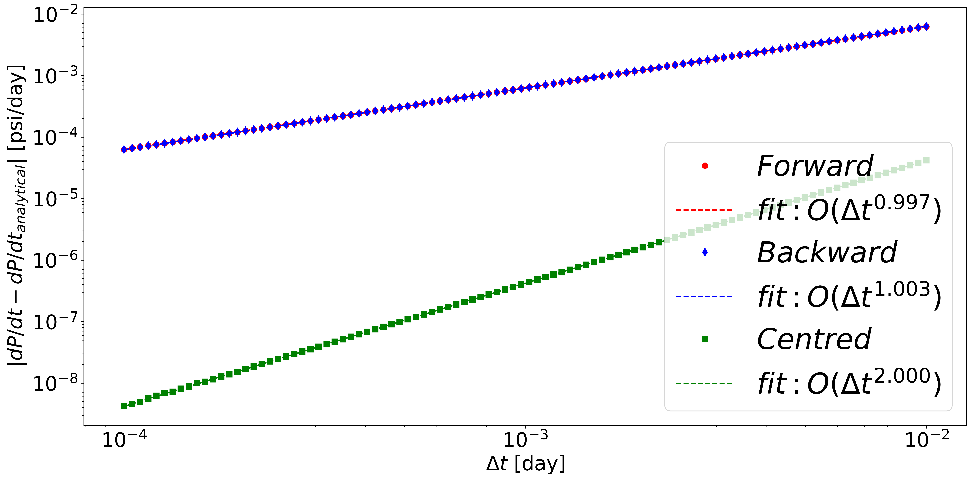 10⁻²
10⁻³
10⁻⁴
10⁻⁵
10⁻⁶
10⁻⁷
10⁻⁸
|dP/dt − dP/dt_{analytical}| [psi/day]
Forward
fit : O(Δt^{0.997})
Backward
fit : O(Δt^{1.003})
Centred
fit : O(Δt^{2.000})
10⁻⁴
10⁻³
10⁻²
Δt [day]